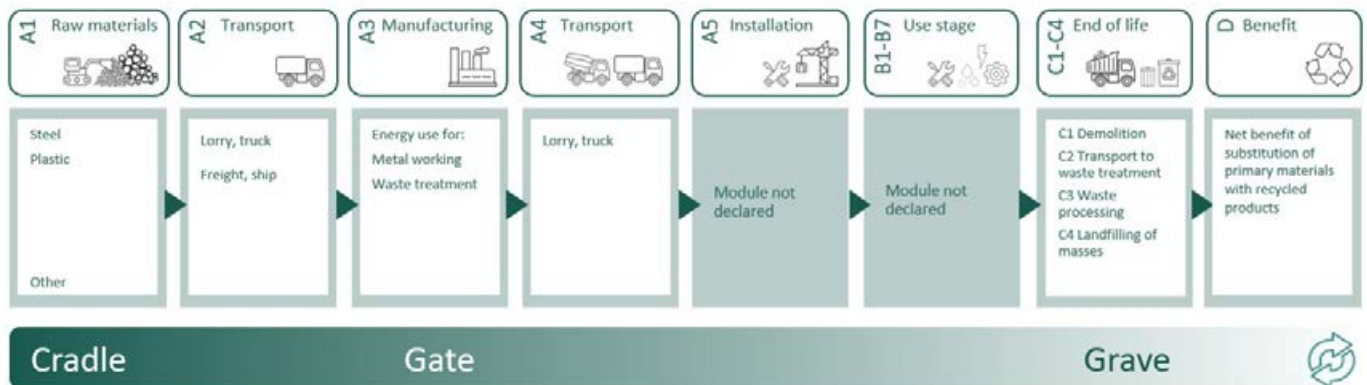 A1 Raw materials
A2 Transport
A3 Manufacturing
A4 Transport
A5 Installation
B1-B7 Use stage
C1-C4 End of life
D Benefit
Steel
Plastic
Other
Lorry, truck
Freight, ship
Energy use for:
Metal working
Waste treatment
Lorry, truck
Module not
declared
Module not
declared
C1 Demolition
C2 Transport to
waste treatment
C3 Waste
processing
C4 Landfilling of
masses
Net benefit of
substitution of
primary materials
with recycled
products
Cradle
Gate
Grave